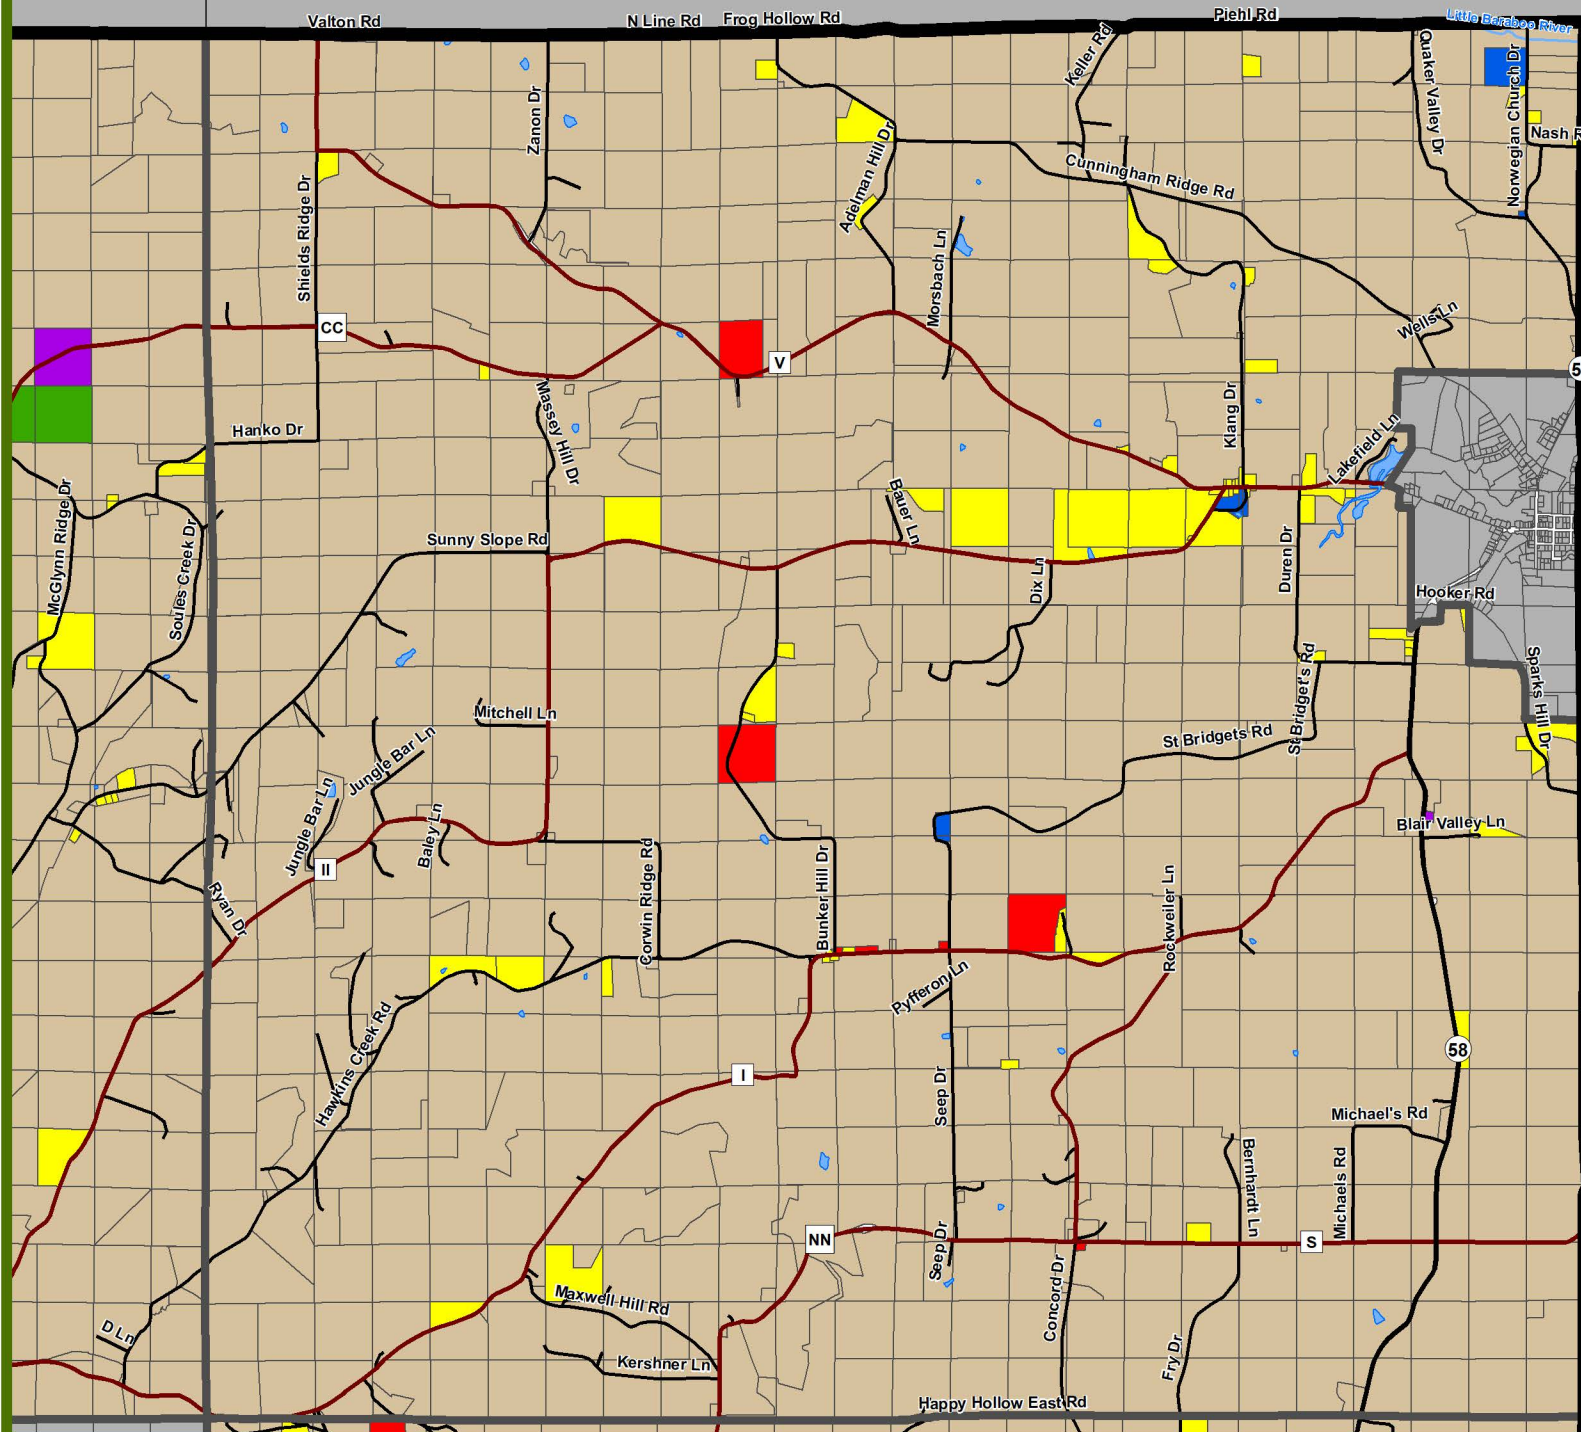 Valton Rd
N Line Rd
Frog Hollow Rd
Piehl Rd
Little Baraboo River
Keller Rd
Quaker Valley Dr
Norwegian Church Dr
Zanon Dr
Nash R
Adelman Hill Dr
Cunningham Ridge Rd
Shields Ridge Dr
Morsbach Ln
CC
V
Wells Ln
5
Massey Hill Dr
Klang Dr
Hanko Dr
Lakefield Ln
McGlynn Ridge Dr
Soules Creek Dr
Bauer Ln
Sunny Slope Rd
Dix Ln
Duren Dr
Hooker Rd
Sparks Hill Dr
St Bridget's Rd
Mitchell Ln
Jungle Bar Ln
St Bridgets Rd
Jungle Bar Ln
Baley Ln
Blair Valley Ln
II
Corwin Ridge Rd
Bunker Hill Dr
Rockweiler Ln
Ryan Dr
Pyfferon Ln
Hawkins Creek Rd
58
I
Seep Dr
Michael's Rd
Bernhardt Ln
Michaels Rd
NN
Seep Dr
S
Concord Dr
Maxwell Hill Rd
D Ln
Kershner Ln
Fry Dr
Happy Hollow East Rd